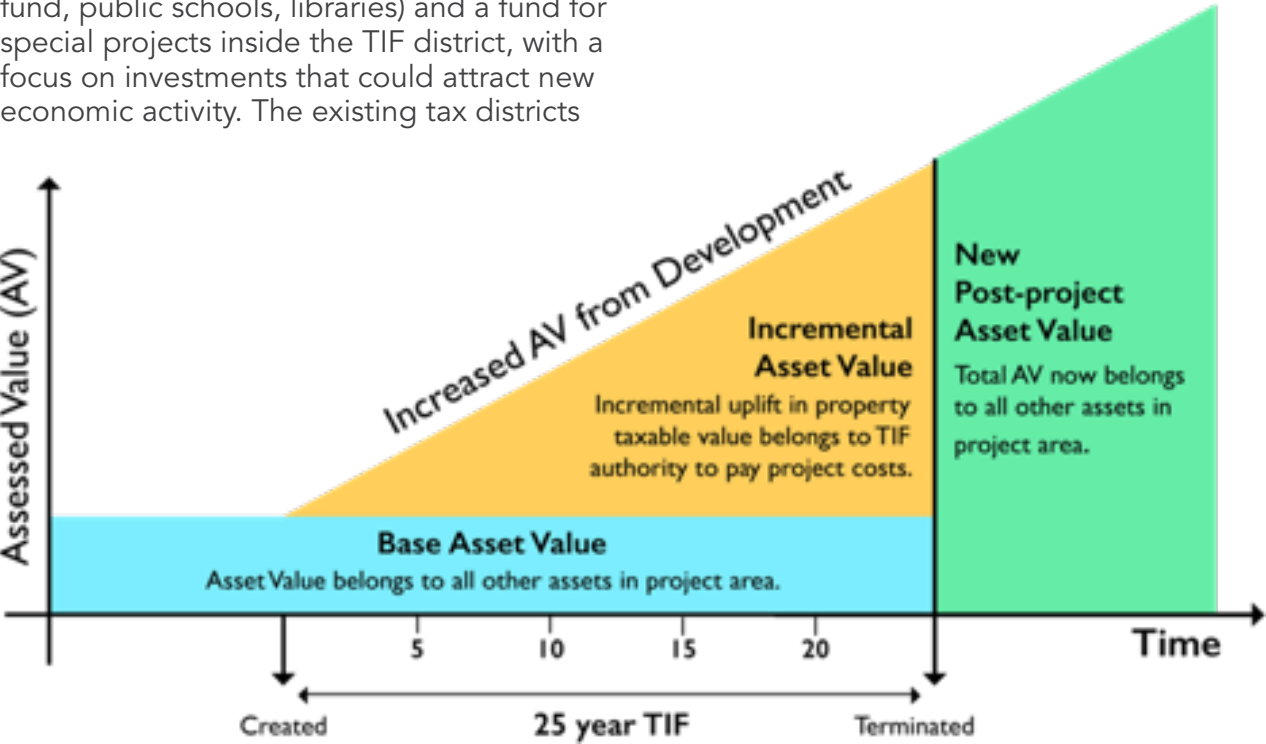 fund, public schools, libraries) and a fund for
special projects inside the TIF district, with a
focus on investments that could attract new
economic activity. The existing tax districts
Assessed Value (AV)
Increased AV from Development
Incremental
Asset Value
Incremental uplift in property
taxable value belongs to TIF
authority to pay project costs.
New
Post-project
Asset Value
Total AV now belongs
to all other assets in
project area.
Base Asset Value
Asset Value belongs to all other assets in project area.
5 10 15 20
Time
Created
25 year TIF
Terminated